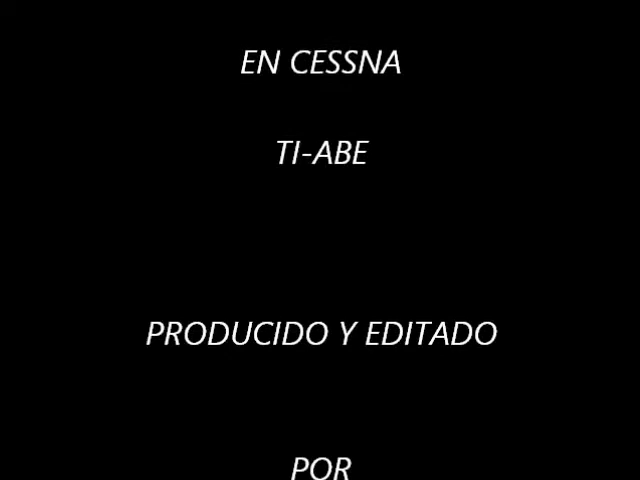 EN CESSNA
TI-ABE
PRODUCIDO Y EDITADO
POR